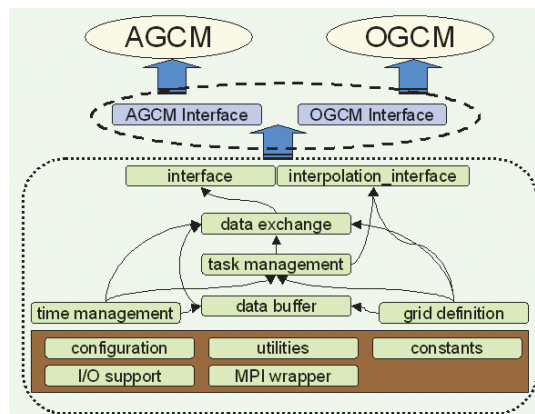 AGCM OGCM
AGCM Interface OGCM Interface
interface interpolation_interface
data exchange
task management
time management data buffer grid definition
configuration utilities constants
I/O support MPI wrapper